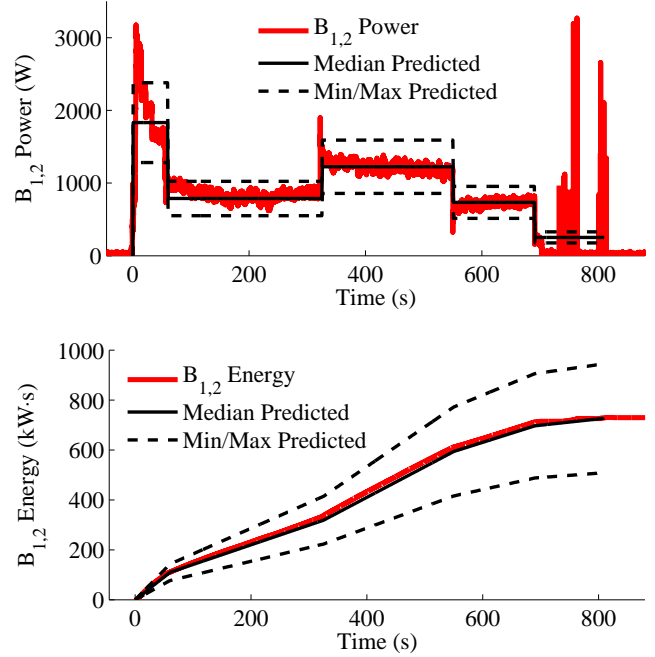 B1,2 Power
Median Predicted
Min/Max Predicted
B1,2 Power (W)
3000
2000
1000
0
0 200 400 600 800
Time (s)
B1,2 Energy
Median Predicted
Min/Max Predicted
B1,2 Energy (kW·s)
1000
800
600
400
200
0
0 200 400 600 800
Time (s)